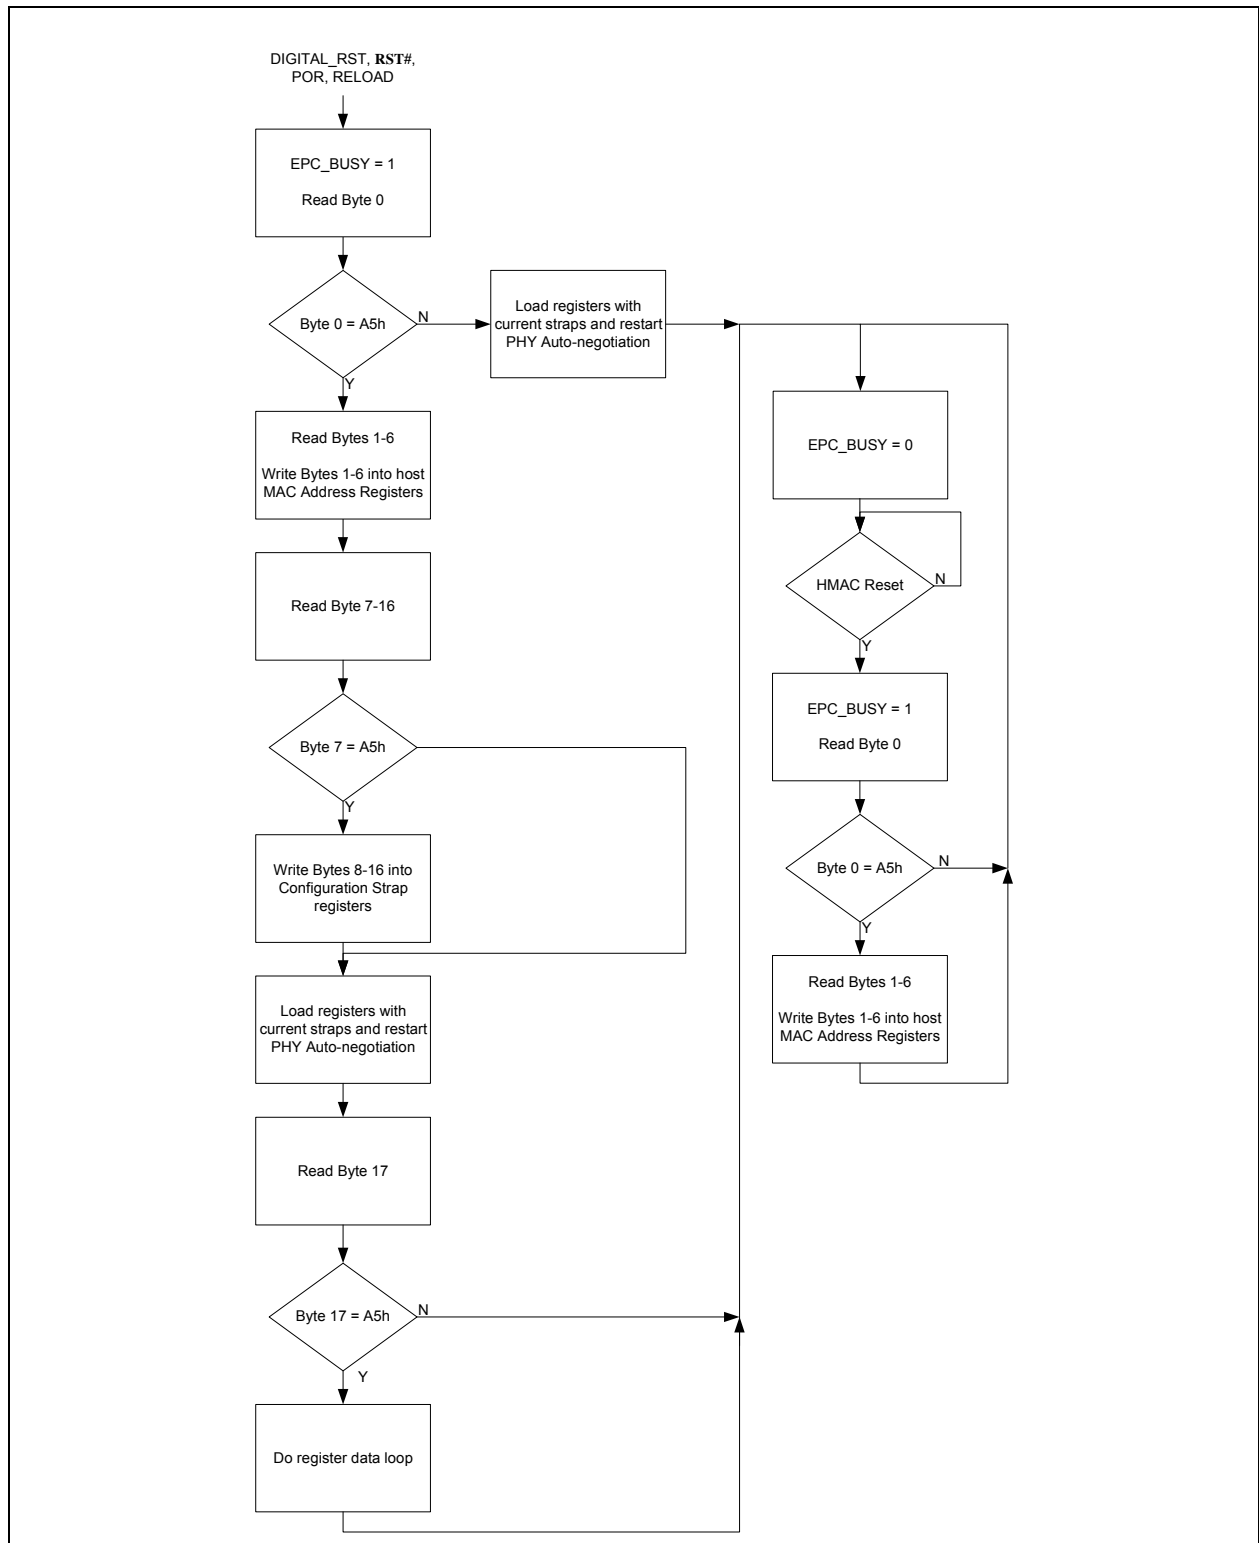 DIGITAL_RST, RST#,
POR, RELOAD
EPC_BUSY = 1
Read Byte 0
Byte 0 = A5h
N
Y
Load registers with
current straps and restart
PHY Auto-negotiation
Read Bytes 1-6
Write Bytes 1-6 into host
MAC Address Registers
Read Byte 7-16
Byte 7 = A5h
Y
Write Bytes 8-16 into
Configuration Strap
registers
Load registers with
current straps and restart
PHY Auto-negotiation
Read Byte 17
Byte 17 = A5h
N
Y
Do register data loop
EPC_BUSY = 0
HMAC Reset
N
Y
EPC_BUSY = 1
Read Byte 0
Byte 0 = A5h
N
Y
Read Bytes 1-6
Write Bytes 1-6 into host
MAC Address Registers